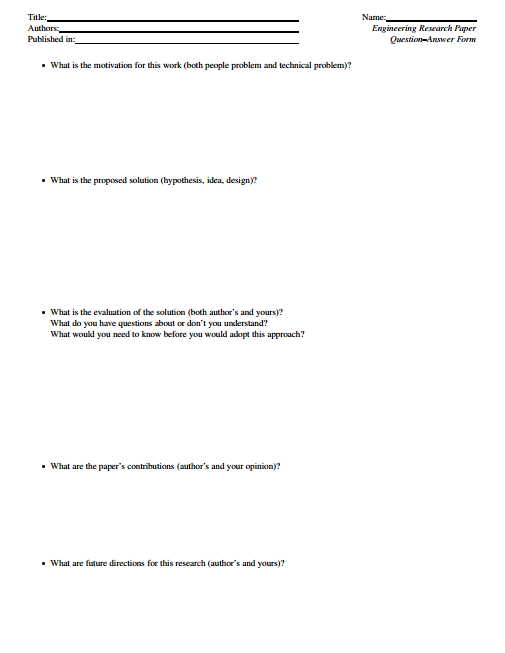 Title: Name:
Authors: Engineering Research Paper
Published in: Question–Answer Form
• What is the motivation for this work (both people problem and technical problem)?
• What is the proposed solution (hypothesis, idea, design)?
• What is the evaluation of the solution (both author's and yours)?
What do you have questions about or don't you understand?
What would you need to know before you would adopt this approach?
• What are the paper's contributions (author's and your opinion)?
• What are future directions for this research (author's and yours)?